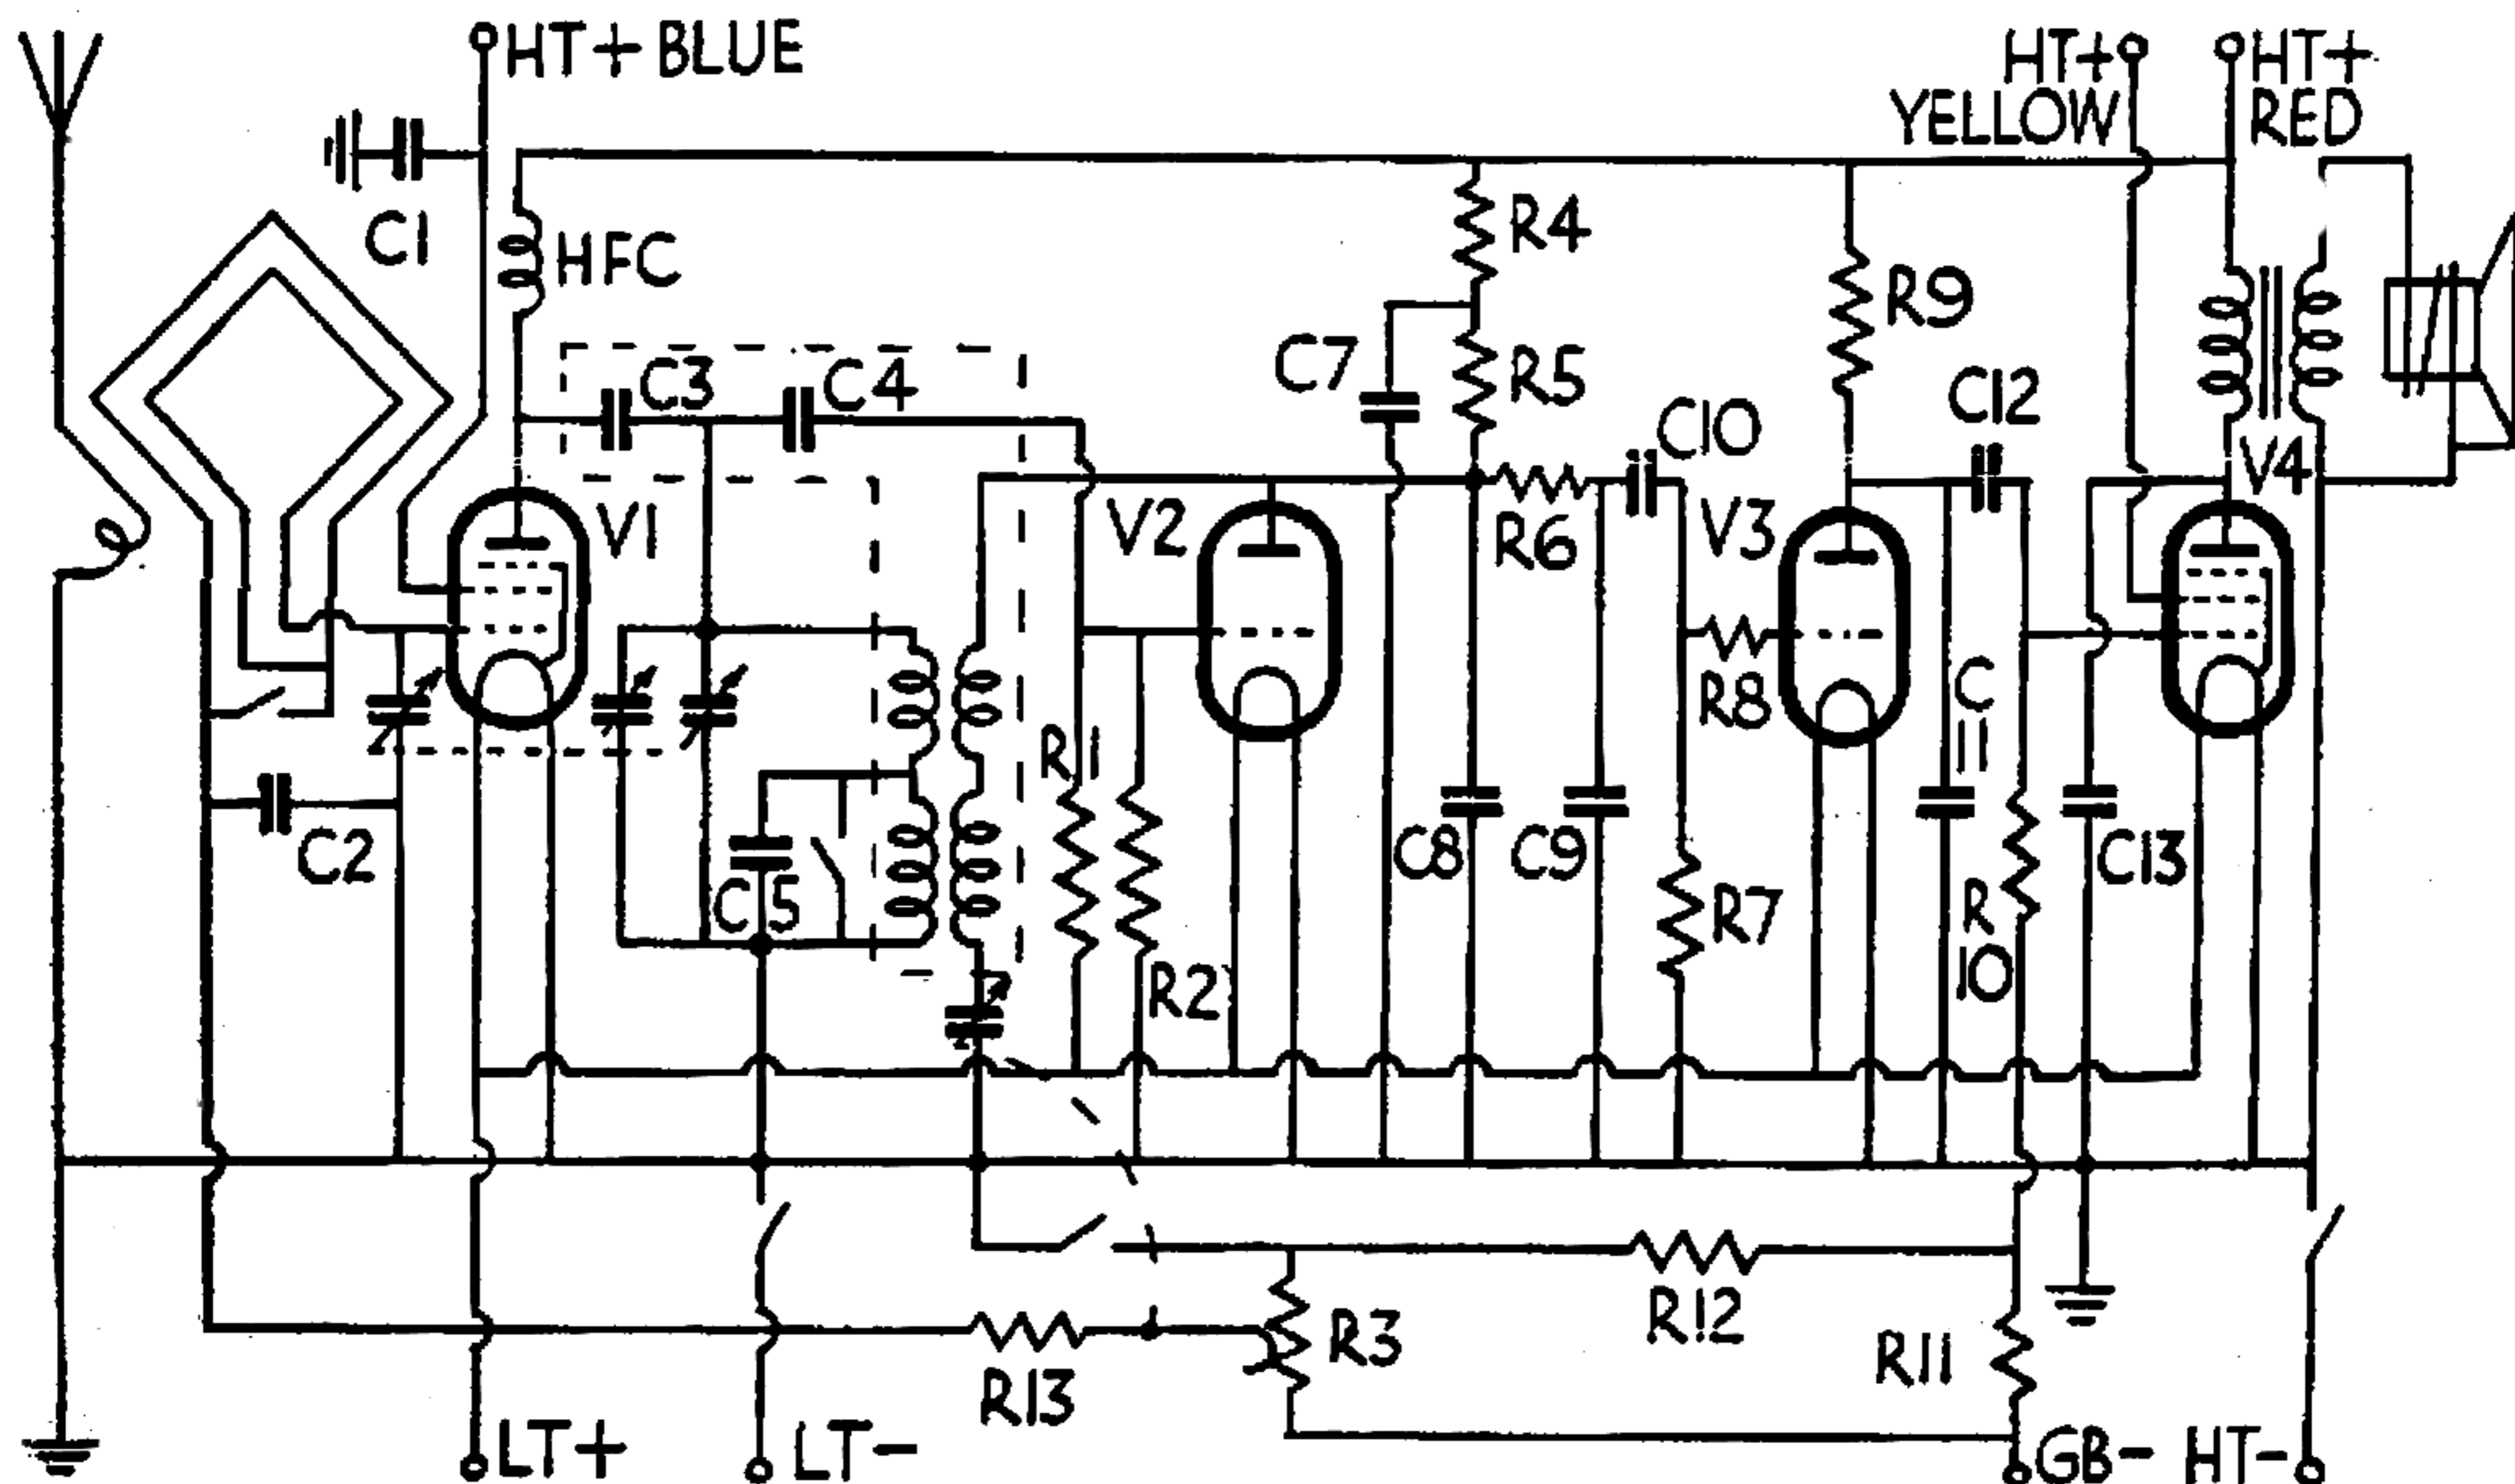 HT+ BLUE
HT+
YELLOW
HT+
RED
C1
HFC
R4
R9
C3
C4
C7
R5
C12
C10
V4
V1
V2
R6
V3
R8
C
11
R1
C2
C5
C8
C9
R7
R
10
C13
R2
R12
R3
R11
R13
LT+
LT-
GB-
HT-